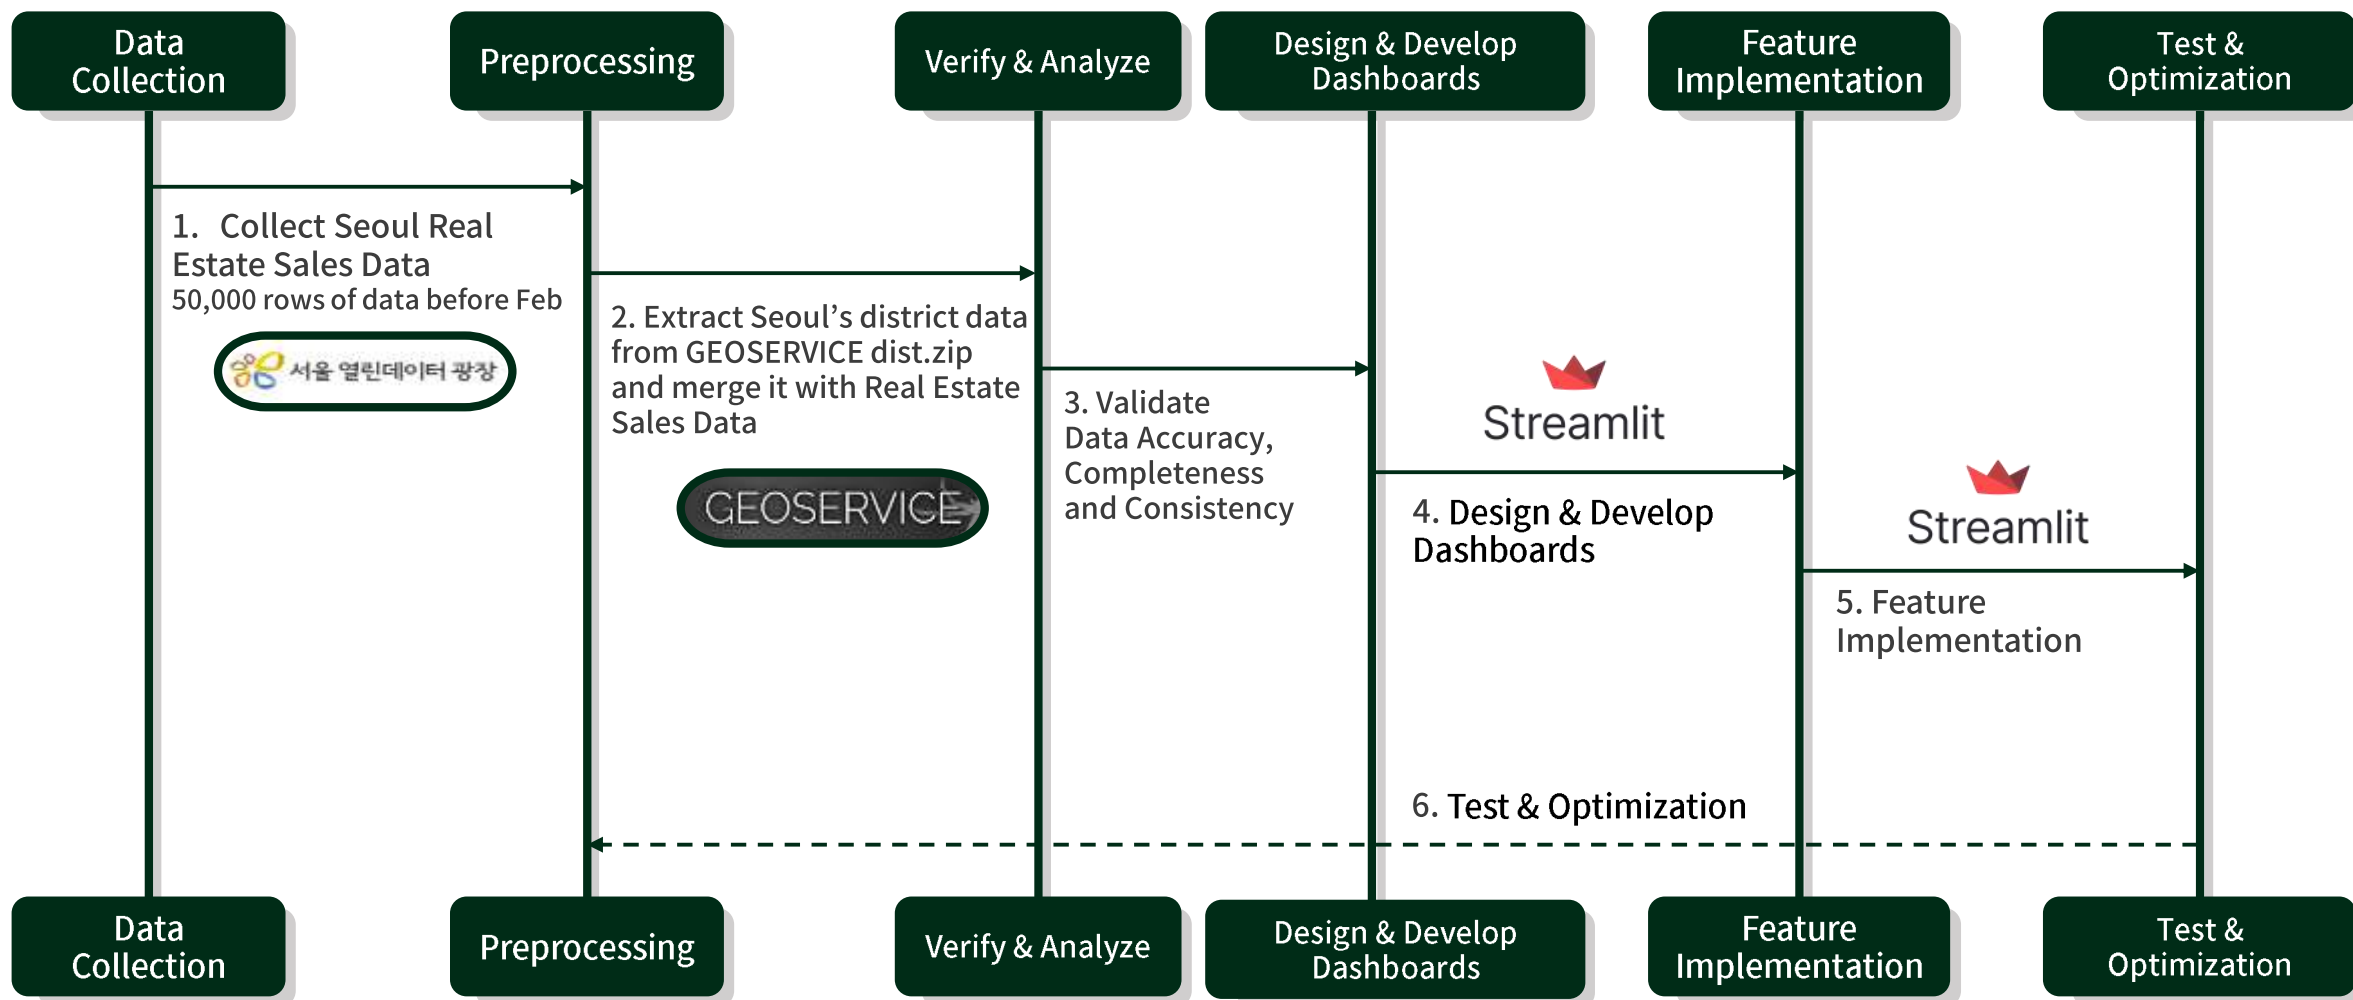 Data
Collection
Preprocessing
Verify & Analyze
Design & Develop
Dashboards
Feature
Implementation
Test &
Optimization
1. Collect Seoul Real
Estate Sales Data
50,000 rows of data before Feb
서울 열린데이터 광장
2. Extract Seoul’s district data
from GEOSERVICE dist.zip
and merge it with Real Estate
Sales Data
GEOSERVICE
3. Validate
Data Accuracy,
Completeness
and Consistency
Streamlit
4. Design & Develop
Dashboards
Streamlit
5. Feature
Implementation
6. Test & Optimization
Data
Collection
Preprocessing
Verify & Analyze
Design & Develop
Dashboards
Feature
Implementation
Test &
Optimization